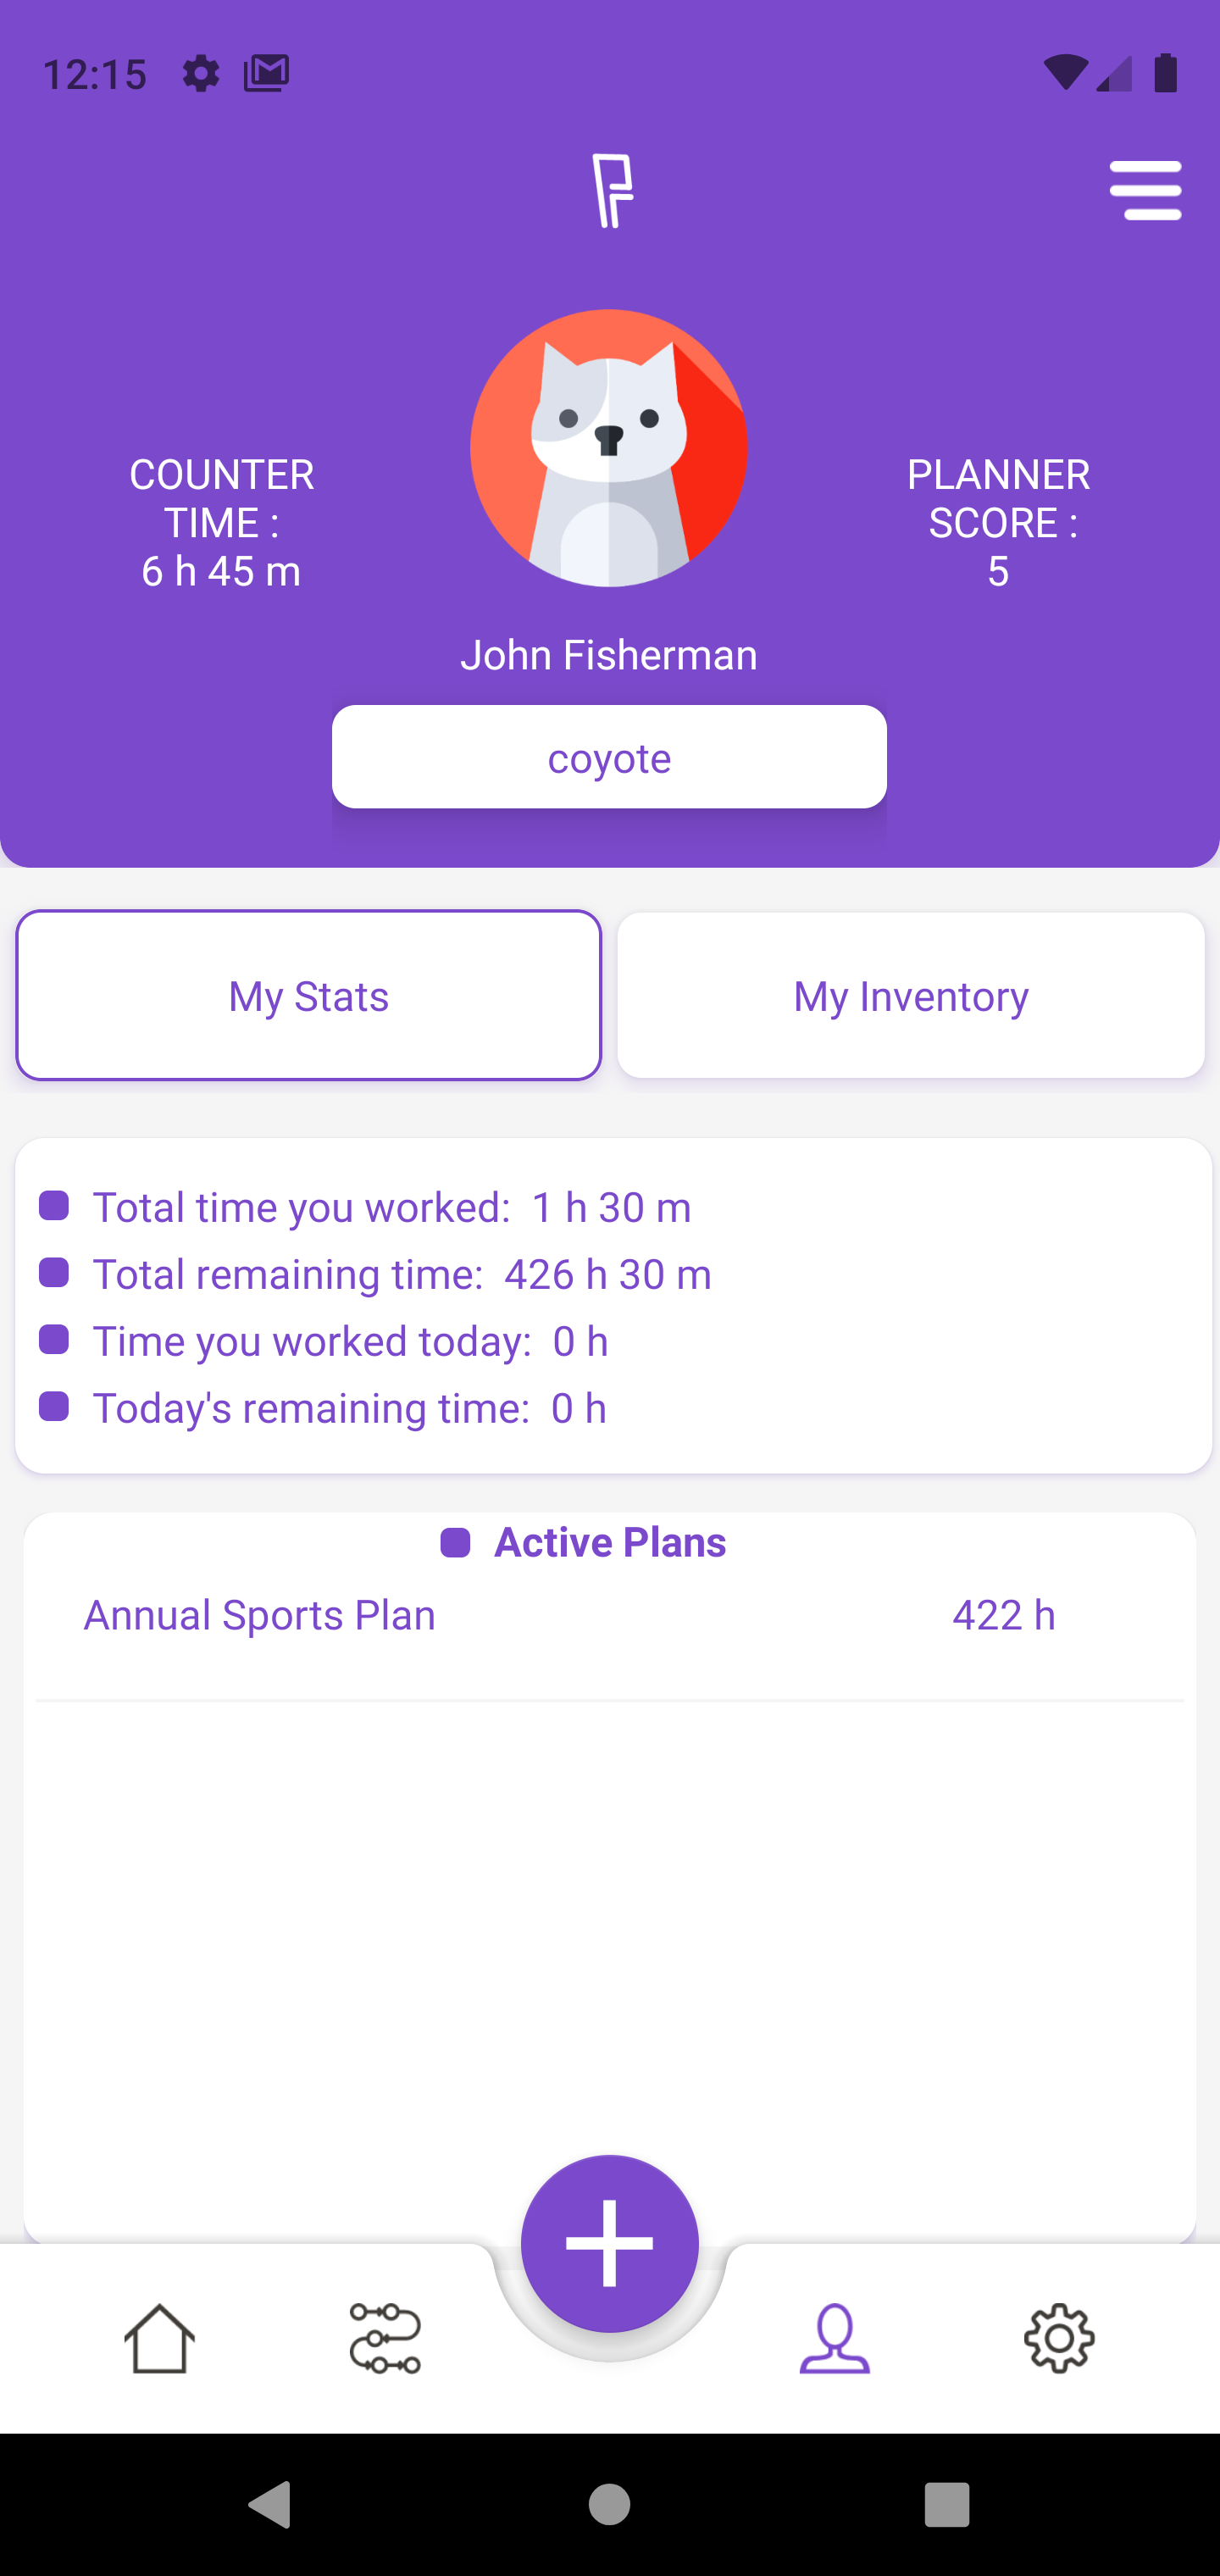 12:15
COUNTER
TIME :
6 h 45 m
PLANNER
SCORE :
5
John Fisherman
coyote
My Stats
My Inventory
Total time you worked: 1 h 30 m
Total remaining time: 426 h 30 m
Time you worked today: 0 h
Today's remaining time: 0 h
Active Plans
Annual Sports Plan 422 h